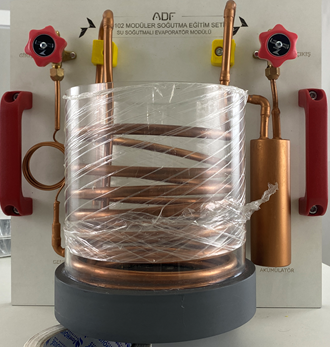 ADF
102 MODÜLER SOĞUTMA EĞİTİM SETİ
SU SOĞUTMALI EVAPORATÖR MODÜLÜ
AKÜMÜLATÖR